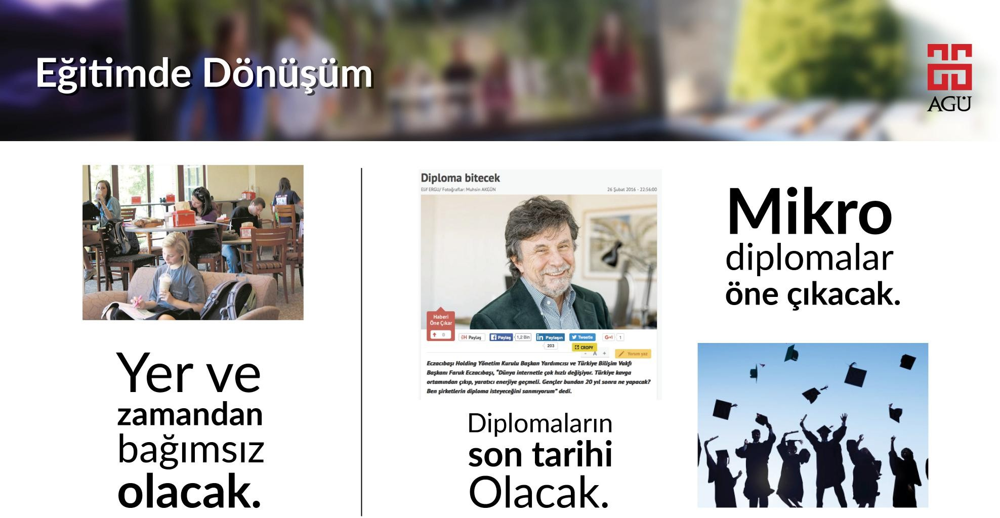 Eğitimde Dönüşüm
AGÜ
Yer ve
zamandan
bağımsız
olacak.
Diploma bitecek
Elif ERGU/ Fotoğraflar: Muhsin AKGÜN
26 Şubat 2016 - 22:56:00
Haberi
Öne Çıkar
0
H Paylaş
Paylaş
1,2 Bin
in Paylaşın
203
Tweetle
G+1
1
CROPY
- A +
Yorum yaz
Eczacıbaşı Holding Yönetim Kurulu Başkan Yardımcısı ve Türkiye Bilişim Vakfı
Başkanı Faruk Eczacıbaşı, "Dünya internetle çok hızlı değişiyor. Türkiye kavga
ortamından çıkıp, yaratıcı enerjiye geçmeli. Gençler bundan 20 yıl sonra ne yapacak?
Ben şirketlerin diploma isteyeceğini sanmıyorum" dedi.
Diplomaların
son tarihi
Olacak.
Mikro
diplomalar
öne çıkacak.